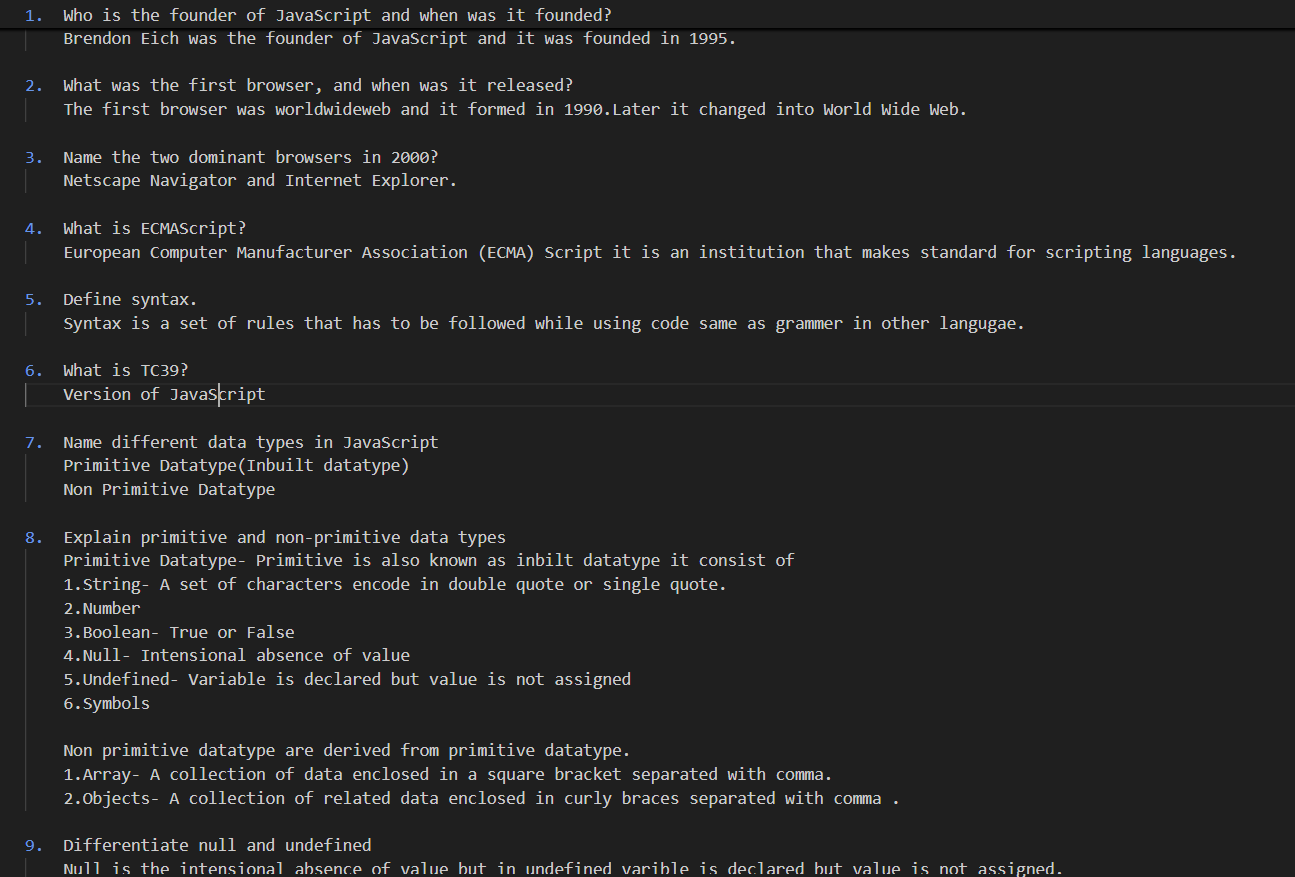 1. Who is the founder of JavaScript and when was it founded?
Brendon Eich was the founder of JavaScript and it was founded in 1995.
2. What was the first browser, and when was it released?
The first browser was worldwideweb and it formed in 1990.Later it changed into World Wide Web.
3. Name the two dominant browsers in 2000?
Netscape Navigator and Internet Explorer.
4. What is ECMAScript?
European Computer Manufacturer Association (ECMA) Script it is an institution that makes standard for scripting languages.
5. Define syntax.
Syntax is a set of rules that has to be followed while using code same as grammer in other langugae.
6. What is TC39?
Version of JavaScript
7. Name different data types in JavaScript
Primitive Datatype(Inbuilt datatype)
Non Primitive Datatype
8. Explain primitive and non-primitive data types
Primitive Datatype- Primitive is also known as inbilt datatype it consist of
1.String- A set of characters encode in double quote or single quote.
2.Number
3.Boolean- True or False
4.Null- Intensional absence of value
5.Undefined- Variable is declared but value is not assigned
6.Symbols
Non primitive datatype are derived from primitive datatype.
1.Array- A collection of data enclosed in a square bracket separated with comma.
2.Objects- A collection of related data enclosed in curly braces separated with comma .
9. Differentiate null and undefined
Null is the intensional absence of value but in undefined varible is declared but value is not assigned.